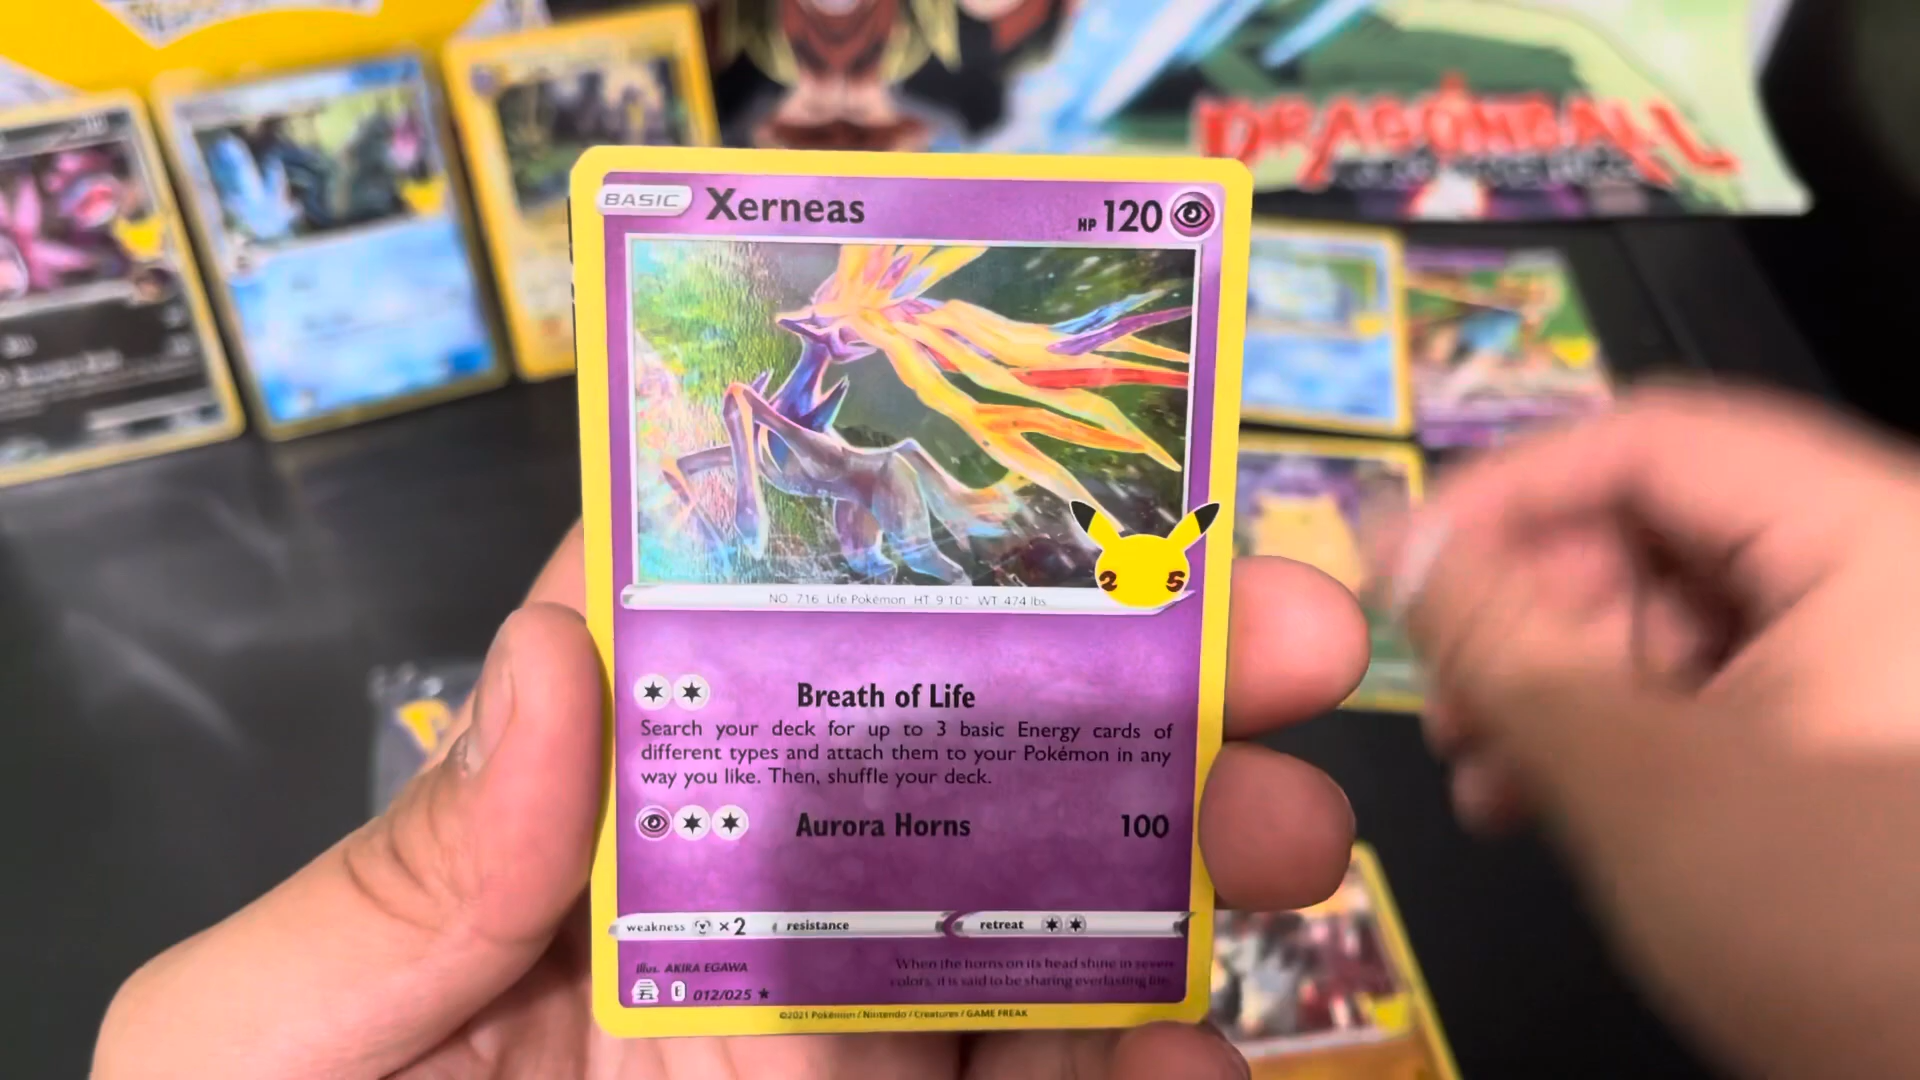 DRAGONBALL
BASIC Xerneas HP 120
2 5
NO. 716 Life Pokémon HT 9'10" WT 474 lbs.
Breath of Life
Search your deck for up to 3 basic Energy cards of
different types and attach them to your Pokémon in any
way you like. Then, shuffle your deck.
Aurora Horns 100
weakness ×2 resistance retreat
Illus. AKIRA EGAWA
When the horns on its head shine in seven
colors, it is said to be sharing everlasting life.
E 012/025 ★
©2021 Pokémon / Nintendo / Creatures / GAME FREAK